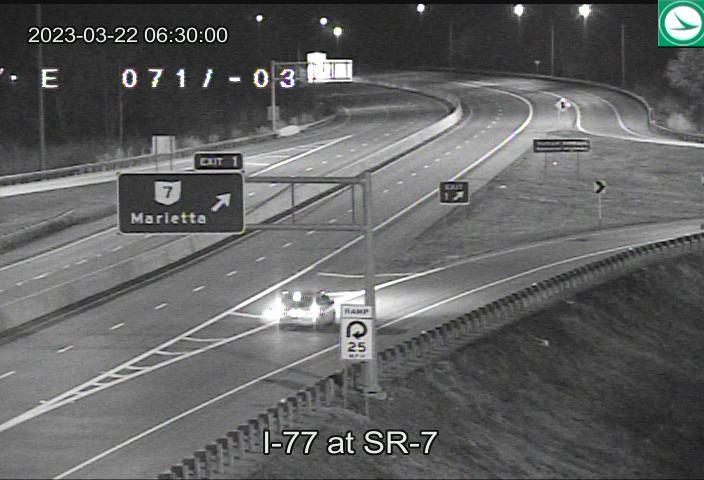 2023-03-22 06:30:00
E 071/-03
EXIT 1
7
Marietta
EXIT
1
RAMP
25
MPH
I-77 at SR-7